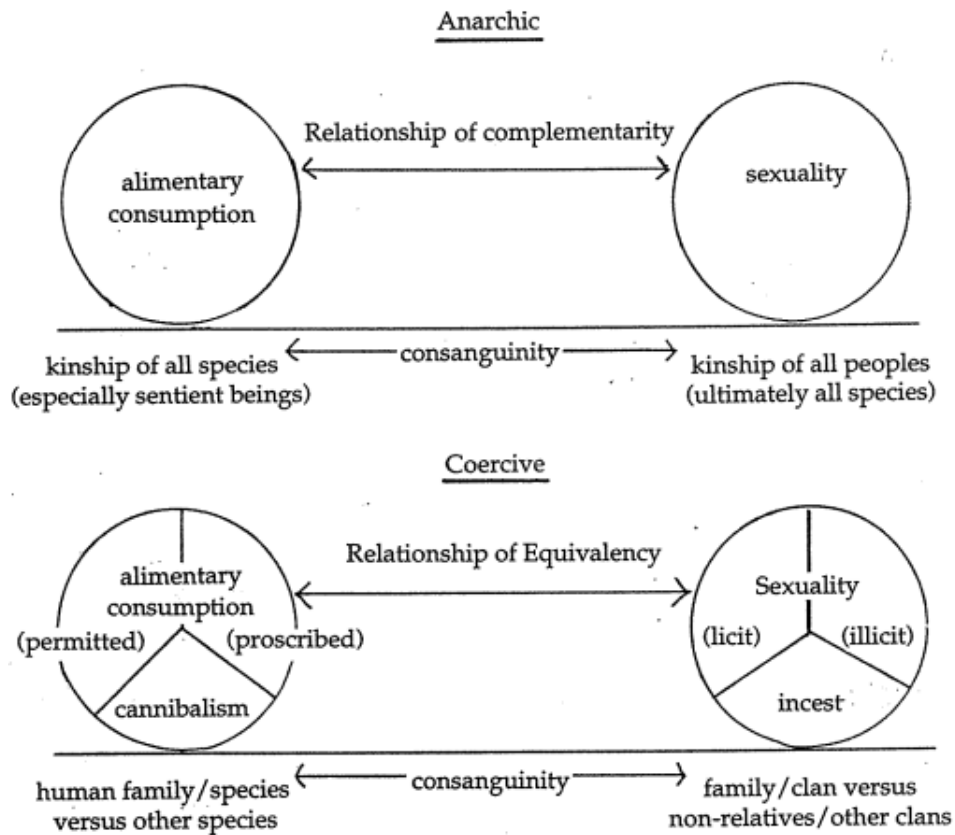 Anarchic
Relationship of complementarity
alimentary
consumption
sexuality
kinship of all species
(especially sentient beings)
consanguinity
kinship of all peoples
(ultimately all species)
Coercive
Relationship of Equivalency
alimentary
consumption
(permitted)
(proscribed)
cannibalism
Sexuality
(licit)
(illicit)
incest
human family/species
versus other species
consanguinity
family/clan versus
non-relatives/other clans